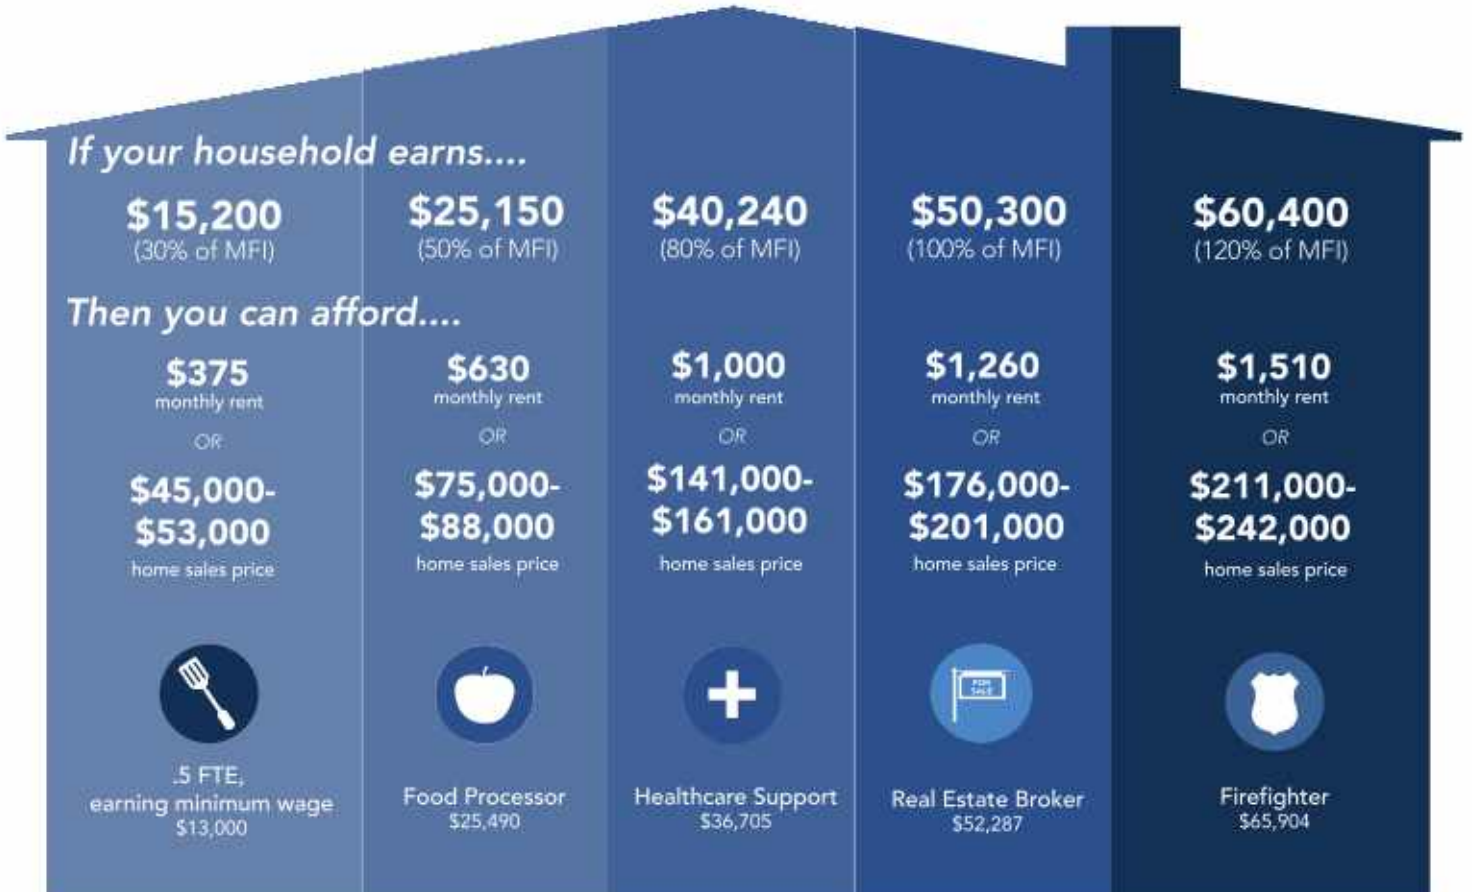 If your household earns....
$15,200
(30% of MFI)
$25,150
(50% of MFI)
$40,240
(80% of MFI)
$50,300
(100% of MFI)
$60,400
(120% of MFI)
Then you can afford....
$375
monthly rent
OR
$45,000-
$53,000
home sales price
$630
monthly rent
OR
$75,000-
$88,000
home sales price
$1,000
monthly rent
OR
$141,000-
$161,000
home sales price
$1,260
monthly rent
OR
$176,000-
$201,000
home sales price
$1,510
monthly rent
OR
$211,000-
$242,000
home sales price
.5 FTE,
earning minimum wage
$13,000
Food Processor
$25,490
Healthcare Support
$36,705
FOR
SALE
Real Estate Broker
$52,287
Firefighter
$65,904